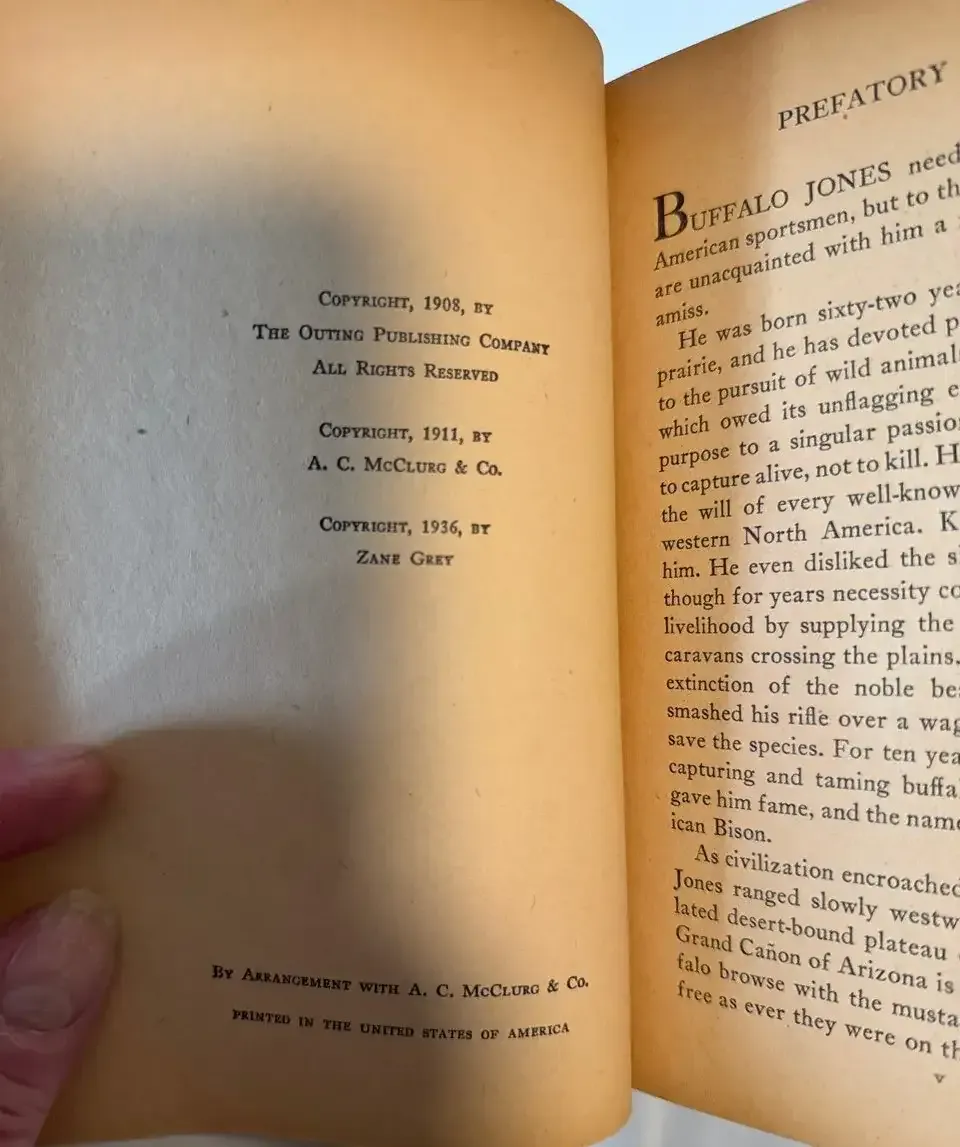 COPYRIGHT, 1908, BY
THE OUTING PUBLISHING COMPANY
ALL RIGHTS RESERVED
COPYRIGHT, 1911, BY
A. C. MCCLURG & CO.
COPYRIGHT, 1936, BY
ZANE GREY
BY ARRANGEMENT WITH A. C. MCCLURG & CO.
PRINTED IN THE UNITED STATES OF AMERICA
PREFATORY
BUFFALO JONES need
American sportsmen, but to
are unacquainted with him a
amiss.
He was born sixty-two
prairie, and he has devoted
to the pursuit of wild
which owed its unflagging
purpose to a singular
to capture alive, not to kill.
the will of every
western North America.
him. He even disliked the
though for years necessity
livelihood by supplying the
caravans crossing the plains.
extinction of the noble
smashed his rifle over a
save the species. For ten
capturing and taming
gave him fame, and the
ican Bison.
As civilization encroached
Jones ranged slowly
lated desert-bound plateau
Grand Cañon of Arizona is
falo browse with the
free as ever they were on
v